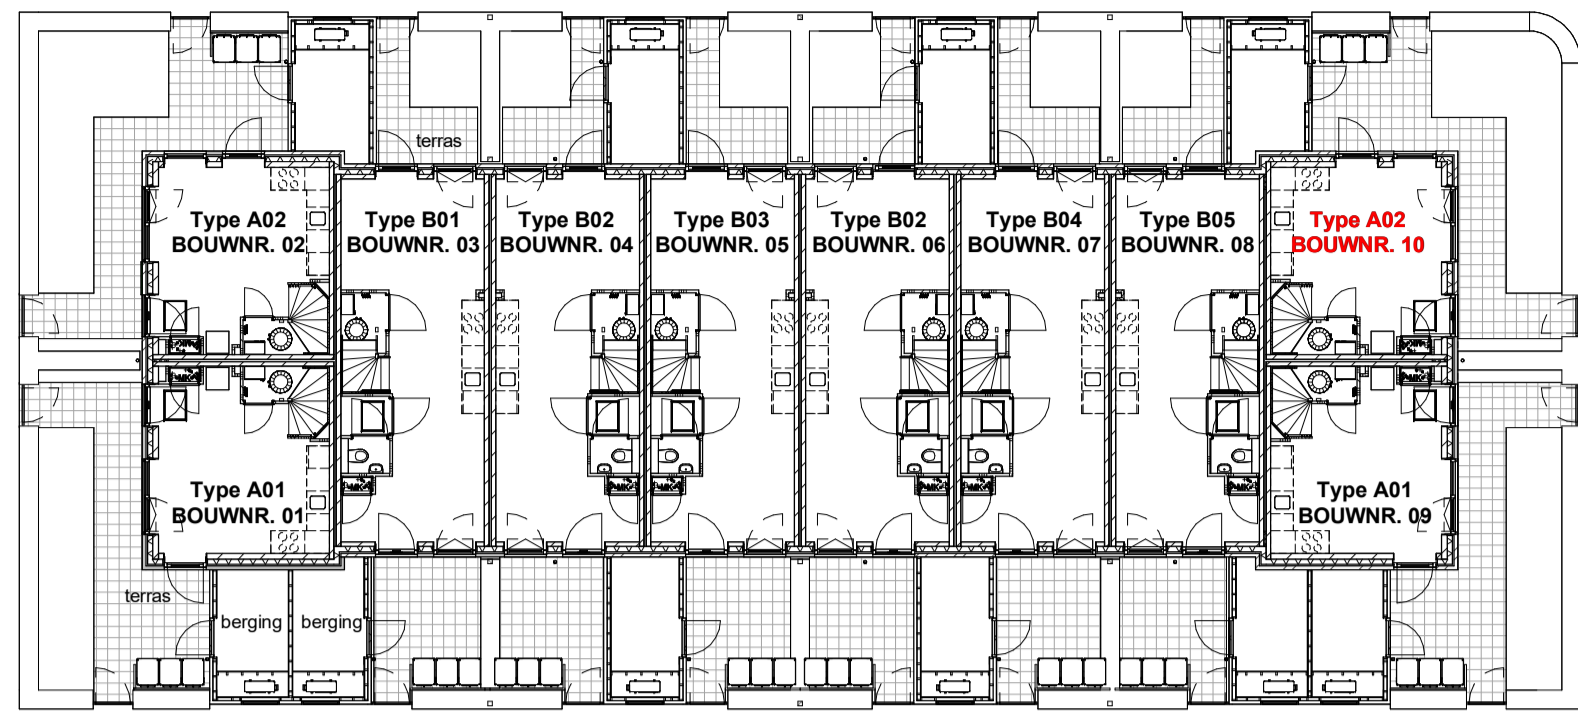 terras
Type A02
BOUWNR. 02
Type B01
BOUWNR. 03
Type B02
BOUWNR. 04
Type B03
BOUWNR. 05
Type B02
BOUWNR. 06
Type B04
BOUWNR. 07
Type B05
BOUWNR. 08
Type A02
BOUWNR. 10
Type A01
BOUWNR. 01
Type A01
BOUWNR. 09
terras
berging
berging